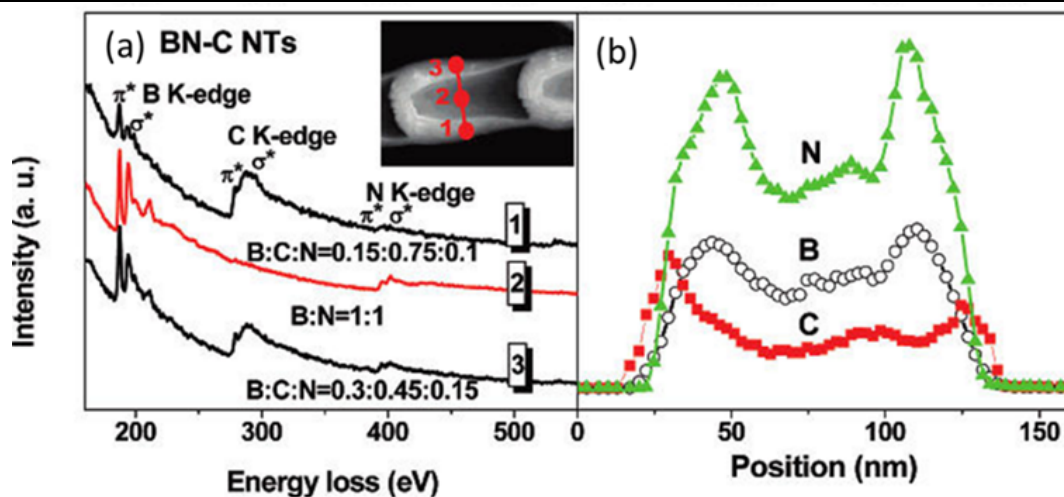 (a) BN-C NTs
π* B K-edge
σ*
C K-edge
π* σ*
N K-edge
π* σ*
3
2
1
1
B:C:N=0.15:0.75:0.1
2
B:N=1:1
3
B:C:N=0.3:0.45:0.15
Intensity (a. u.)
200 300 400 500
Energy loss (eV)
(b)
N
B
C
0 50 100 150
Position (nm)